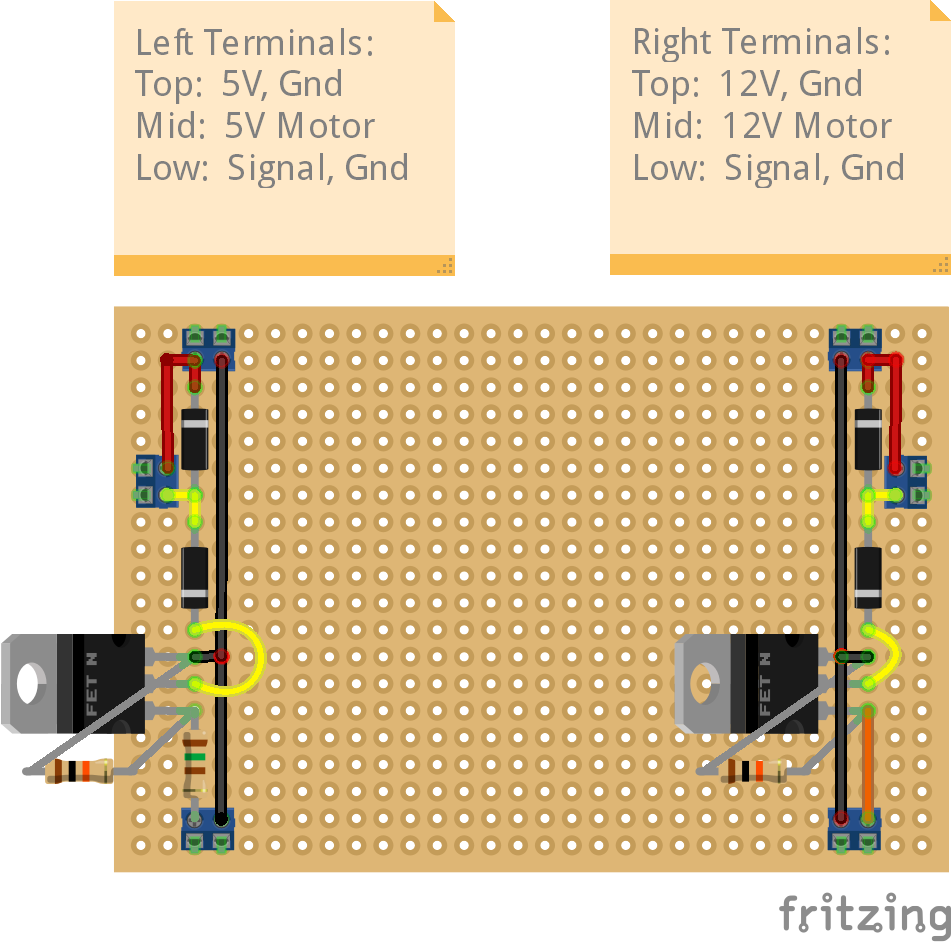 Left Terminals:
Top:  5V, Gnd
Mid:  5V Motor
Low:  Signal, Gnd
Right Terminals:
Top:  12V, Gnd
Mid:  12V Motor
Low:  Signal, Gnd
FET N
FET N
fritzing